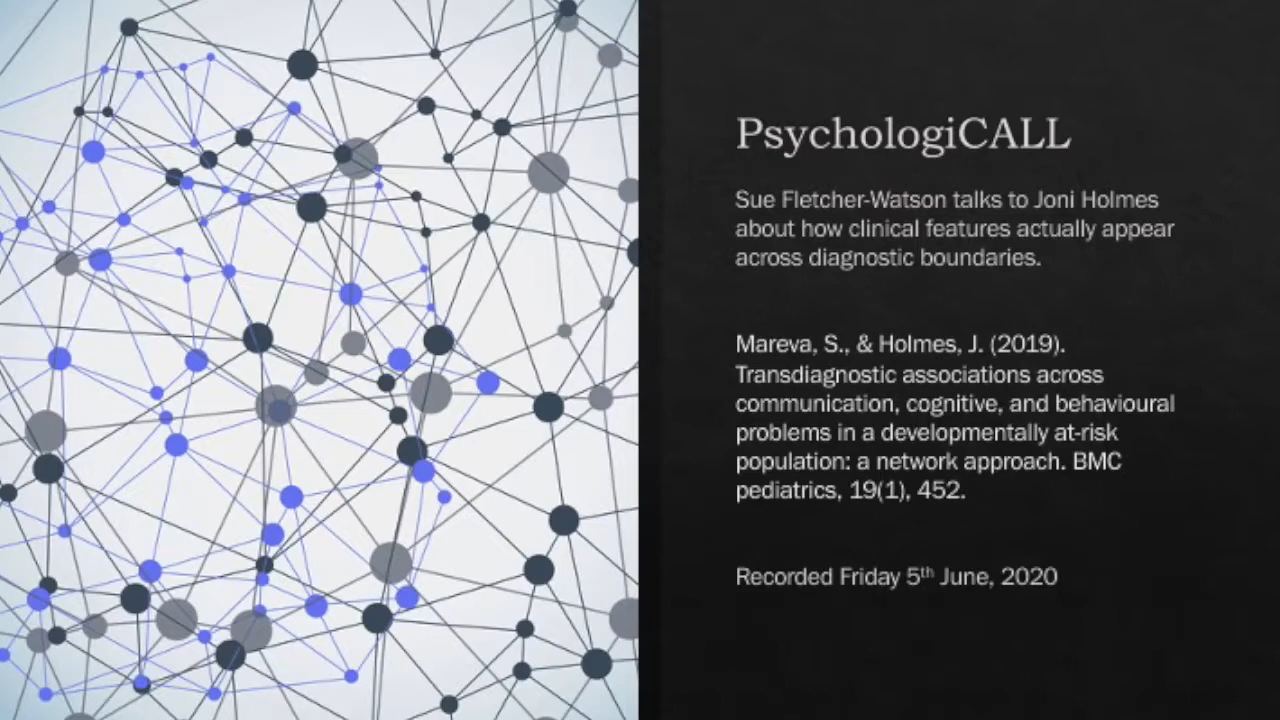 PsychologiCALL
Sue Fletcher-Watson talks to Joni Holmes
about how clinical features actually appear
across diagnostic boundaries.
Mareva, S., & Holmes, J. (2019).
Transdiagnostic associations across
communication, cognitive, and behavioural
problems in a developmentally at-risk
population: a network approach. BMC
pediatrics, 19(1), 452.
Recorded Friday 5th June, 2020